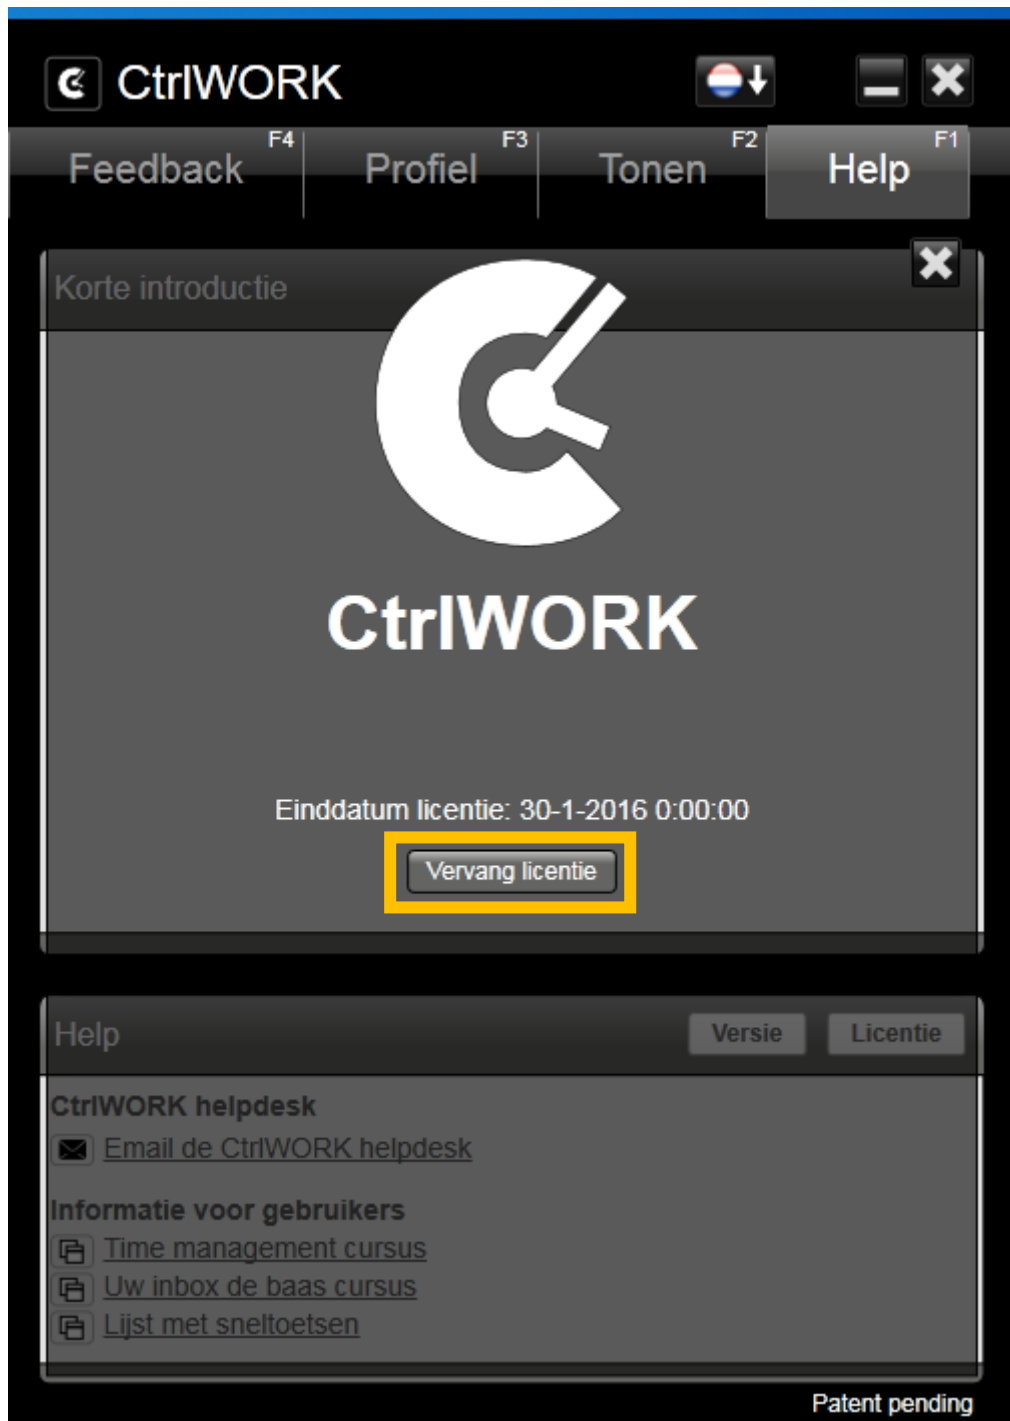 CtrlWORK
Feedback F4 Profiel F3 Tonen F2 Help F1
Korte introductie
CtrlWORK
Einddatum licentie: 30-1-2016 0:00:00
Vervang licentie
Help Versie Licentie
CtrlWORK helpdesk
Email de CtrlWORK helpdesk
Informatie voor gebruikers
Time management cursus
Uw inbox de baas cursus
Lijst met sneltoetsen
Patent pending